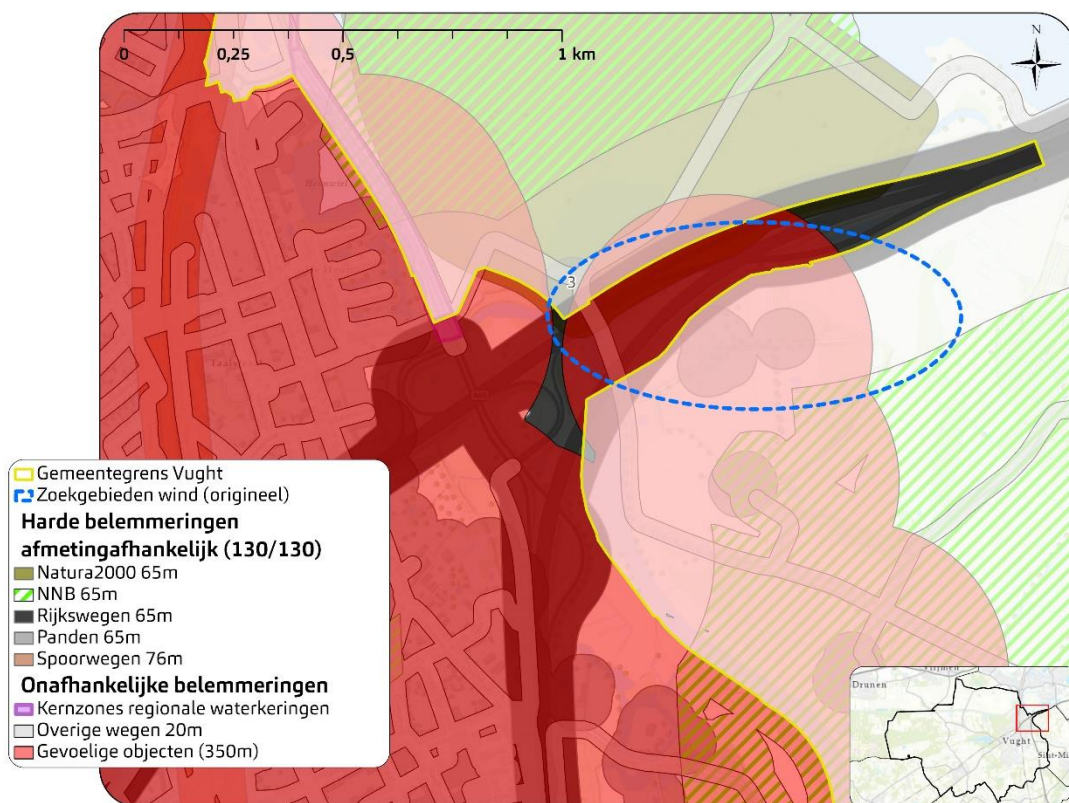 0
0,25
0,5
1 km
N
3
Gemeentegrens Vught
Zoekgebieden wind (origineel)
Harde belemmeringen
afmetingafhankelijk (130/130)
Natura2000 65m
NNB 65m
Rijkswegen 65m
Panden 65m
Spoorwegen 76m
Onafhankelijke belemmeringen
Kernzones regionale waterkeringen
Overige wegen 20m
Gevoelige objecten (350m)
Drunen
Vught